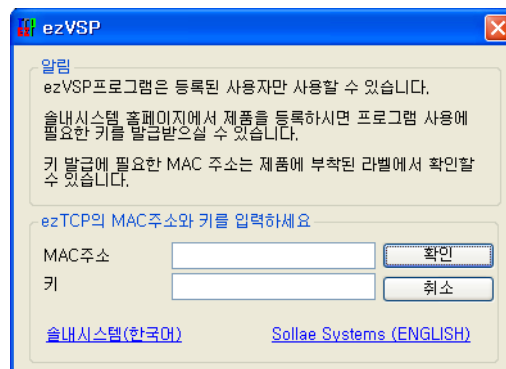 ezVSP
알림
ezVSP프로그램은 등록된 사용자만 사용할 수 있습니다.
솔내시스템 홈페이지에서 제품을 등록하시면 프로그램 사용에
필요한 키를 발급받으실 수 있습니다.
키 발급에 필요한 MAC 주소는 제품에 부착된 라벨에서 확인할
수 있습니다.
ezTCP의 MAC주소와 키를 입력하세요
MAC주소
확인
키
취소
솔내시스템(한국어)
Sollae Systems (ENGLISH)